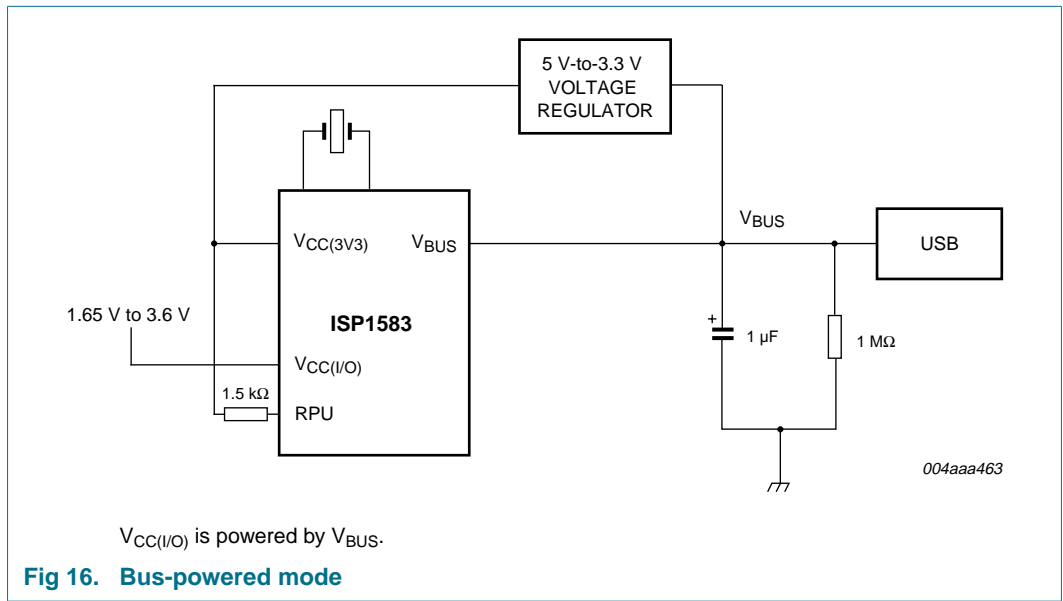 5 V-to-3.3 V
VOLTAGE
REGULATOR
VCC(3V3)
VBUS
VBUS
USB
1.65 V to 3.6 V
ISP1583
+
1 µF
1 MΩ
VCC(I/O)
1.5 kΩ
RPU
004aaa463
VCC(I/O) is powered by VBUS.
Fig 16. Bus-powered mode